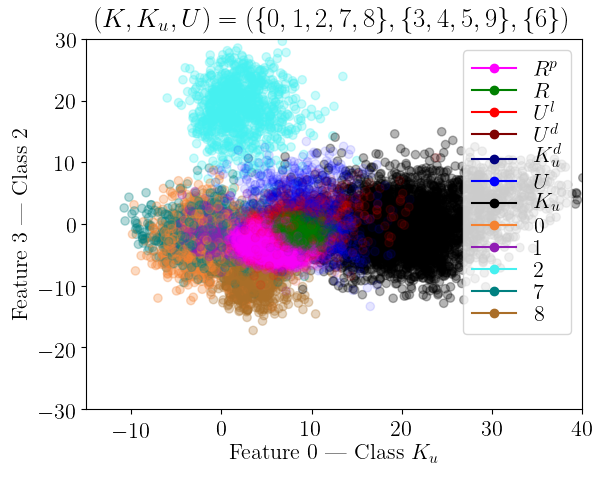 (K, K_u, U) = ({0, 1, 2, 7, 8}, {3, 4, 5, 9}, {6})
30
20
10
0
−10
−20
−30
Feature 3 — Class 2
R^p
R
U^l
U^d
K_u^d
U
K_u
0
1
2
7
8
−10
0
10
20
30
40
Feature 0 — Class K_u